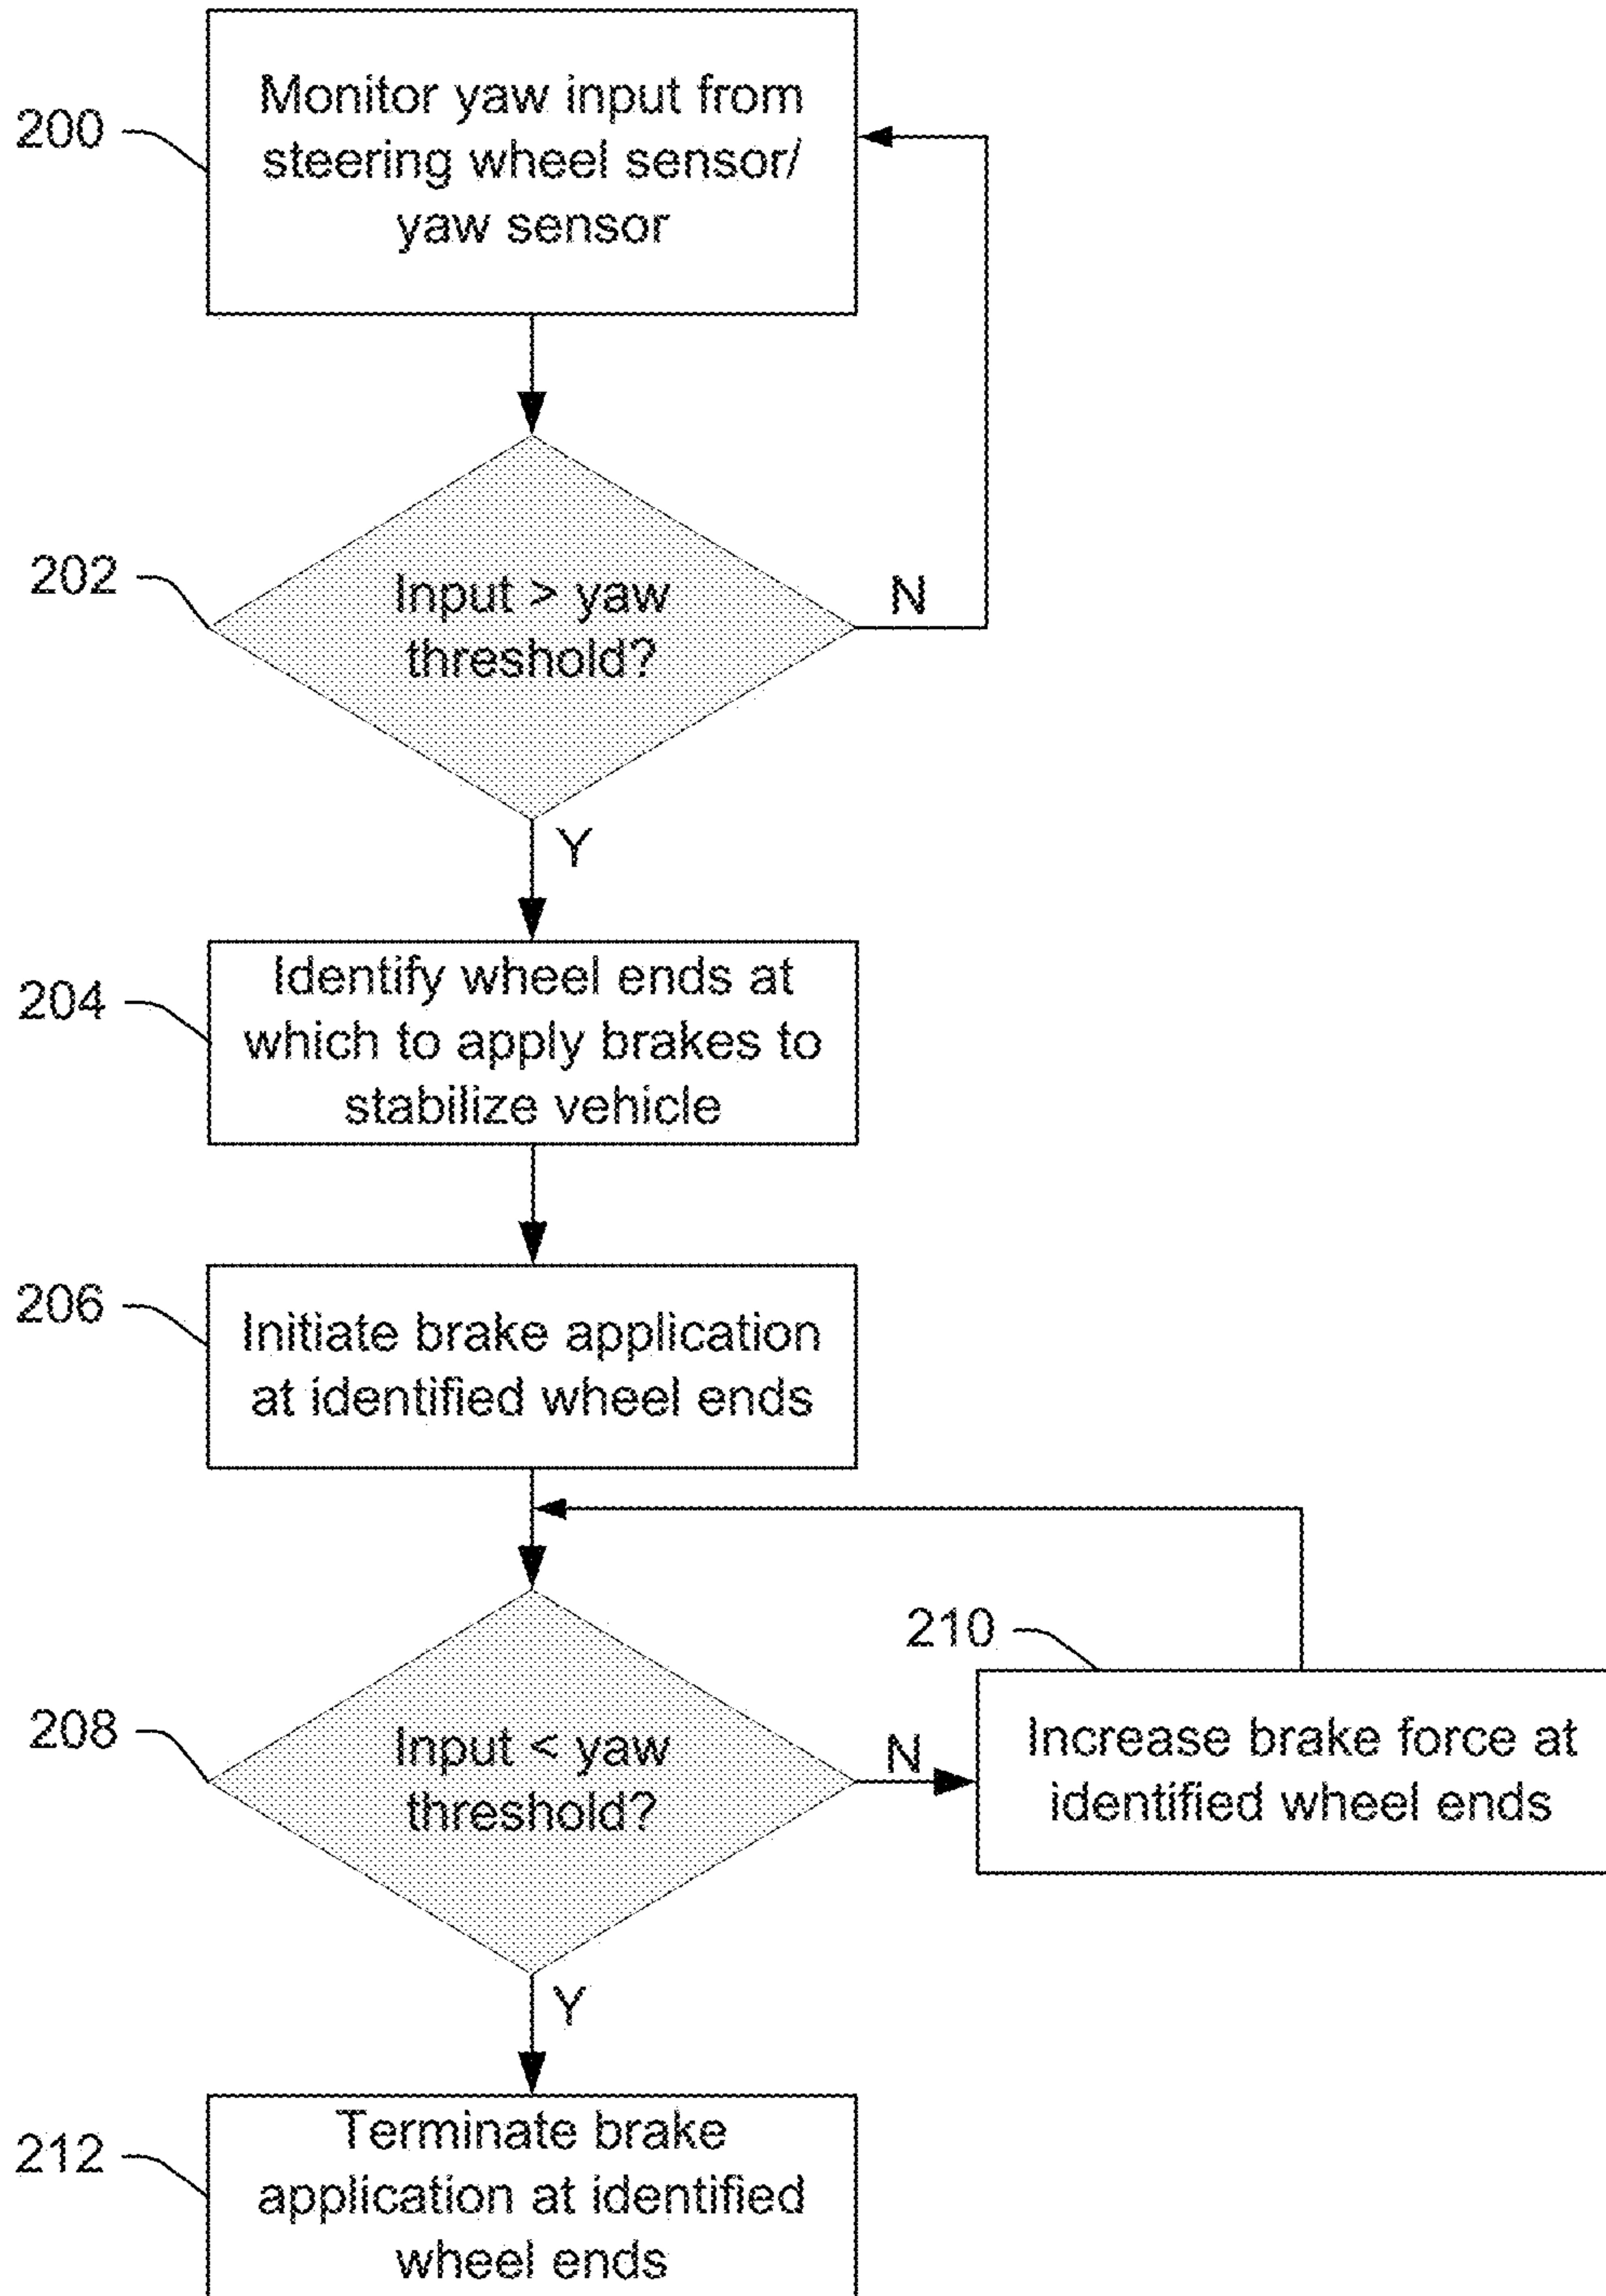 200
Monitor yaw input from
steering wheel sensor/
yaw sensor
202
Input > yaw
threshold?
N
Y
204
Identify wheel ends at
which to apply brakes to
stabilize vehicle
206
Initiate brake application
at identified wheel ends
208
Input < yaw
threshold?
N
210
Increase brake force at
identified wheel ends
Y
212
Terminate brake
application at identified
wheel ends